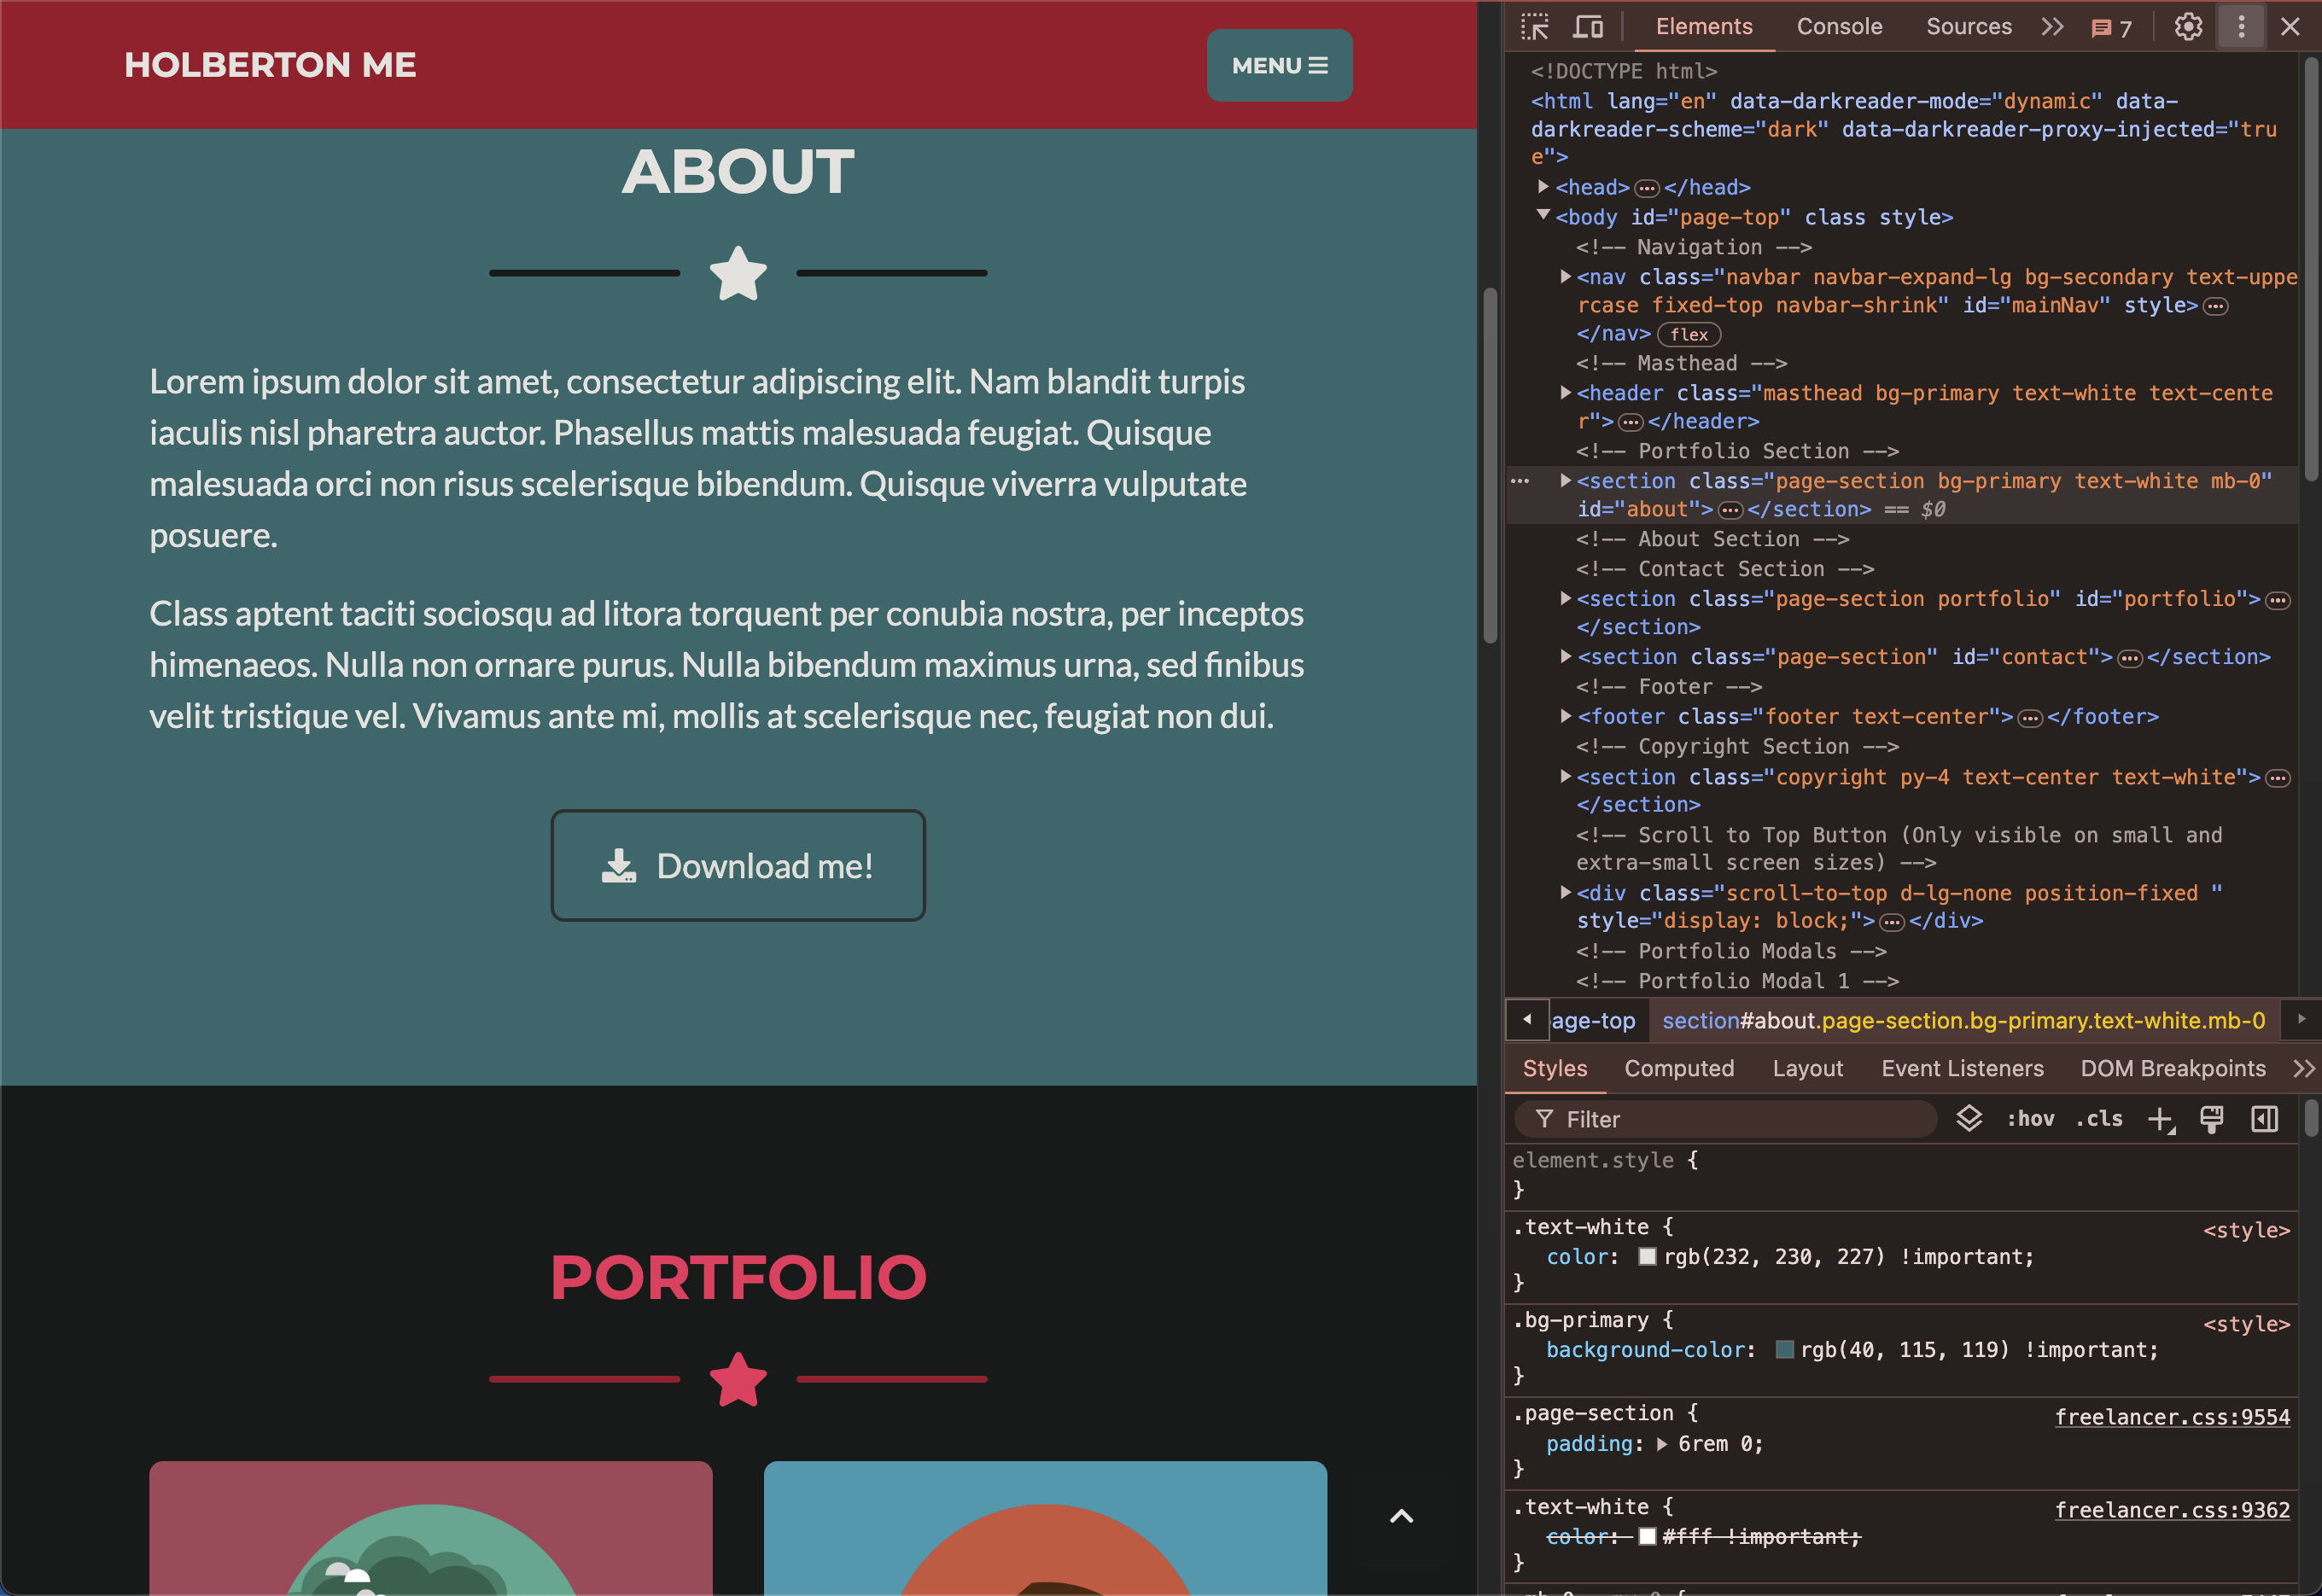 HOLBERTON ME
MENU
ABOUT
Lorem ipsum dolor sit amet, consectetur adipiscing elit. Nam blandit turpis
iaculis nisl pharetra auctor. Phasellus mattis malesuada feugiat. Quisque
malesuada orci non risus scelerisque bibendum. Quisque viverra vulputate
posuere.
Class aptent taciti sociosqu ad litora torquent per conubia nostra, per inceptos
himenaeos. Nulla non ornare purus. Nulla bibendum maximus urna, sed finibus
velit tristique vel. Vivamus ante mi, mollis at scelerisque nec, feugiat non dui.
Download me!
PORTFOLIO
Elements Console Sources 7
<!DOCTYPE html>
<html lang="en" data-darkreader-mode="dynamic" data-
darkreader-scheme="dark" data-darkreader-proxy-injected="tru
e">
<head>…</head>
<body id="page-top" class style>
<!-- Navigation -->
<nav class="navbar navbar-expand-lg bg-secondary text-uppe
rcase fixed-top navbar-shrink" id="mainNav" style>…
</nav> flex
<!-- Masthead -->
<header class="masthead bg-primary text-white text-cente
r">…</header>
<!-- Portfolio Section -->
… <section class="page-section bg-primary text-white mb-0"
id="about">…</section> == $0
<!-- About Section -->
<!-- Contact Section -->
<section class="page-section portfolio" id="portfolio">…
</section>
<section class="page-section" id="contact">…</section>
<!-- Footer -->
<footer class="footer text-center">…</footer>
<!-- Copyright Section -->
<section class="copyright py-4 text-center text-white">…
</section>
<!-- Scroll to Top Button (Only visible on small and
extra-small screen sizes) -->
<div class="scroll-to-top d-lg-none position-fixed "
style="display: block;">…</div>
<!-- Portfolio Modals -->
<!-- Portfolio Modal 1 -->
age-top section#about.page-section.bg-primary.text-white.mb-0
Styles Computed Layout Event Listeners DOM Breakpoints
Filter :hov .cls
element.style {
}
.text-white { <style>
color: rgb(232, 230, 227) !important;
}
.bg-primary { <style>
background-color: rgb(40, 115, 119) !important;
}
.page-section { freelancer.css:9554
padding: 6rem 0;
}
.text-white { freelancer.css:9362
color: #fff !important;
}